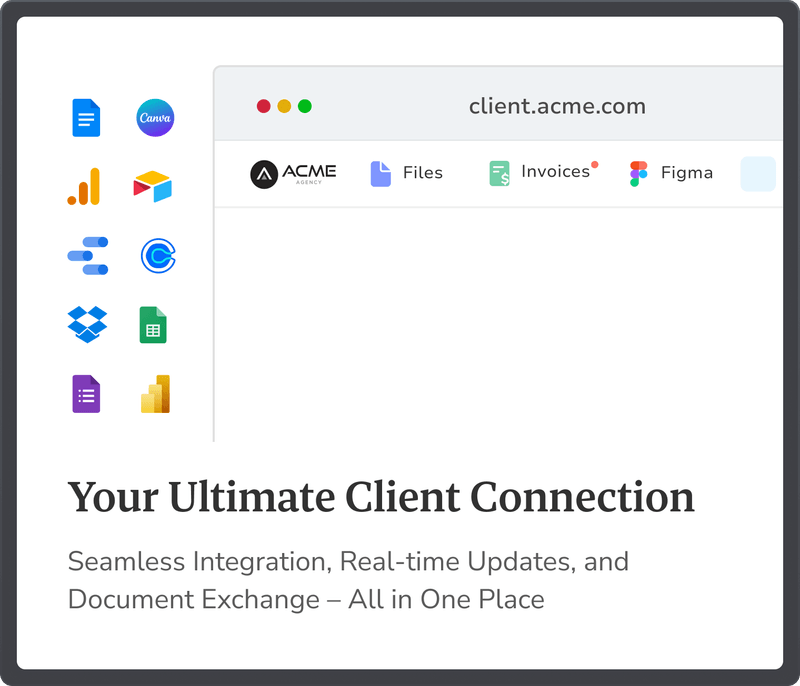 Canva
client.acme.com
ACME
AGENCY
Files
Invoices
Figma
Your Ultimate Client Connection
Seamless Integration, Real-time Updates, and
Document Exchange – All in One Place